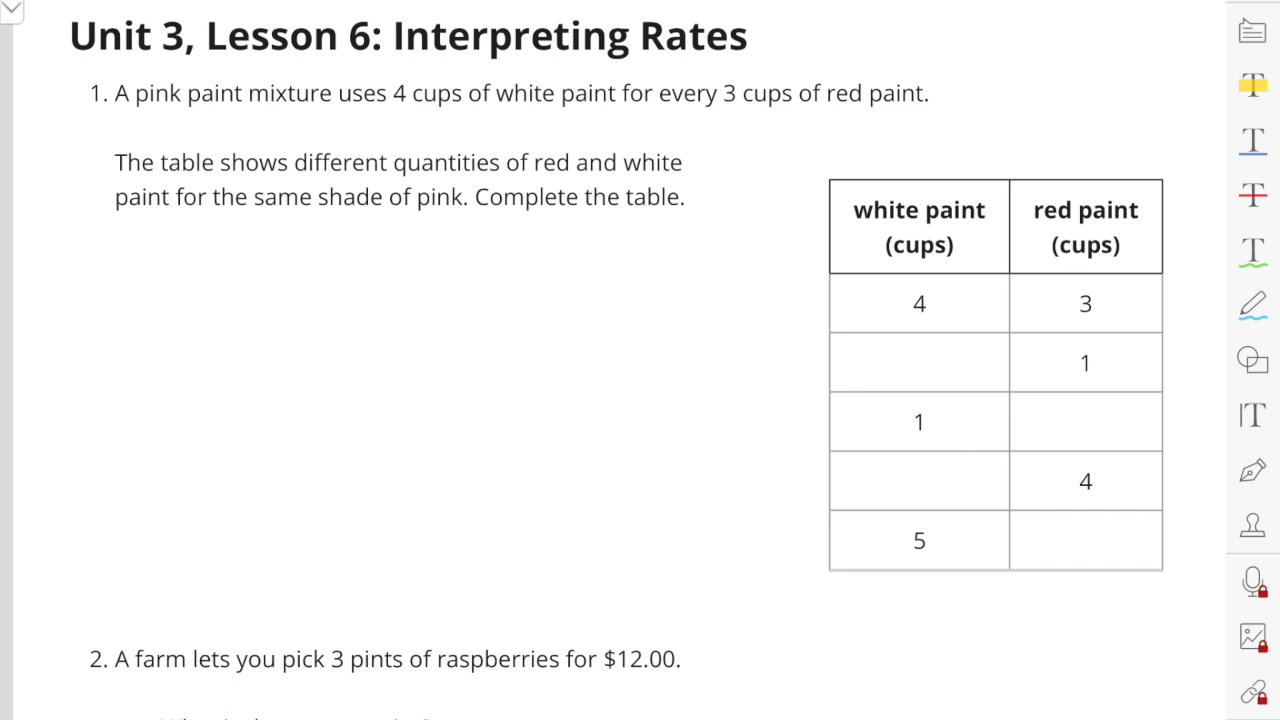 Unit 3, Lesson 6: Interpreting Rates
1. A pink paint mixture uses 4 cups of white paint for every 3 cups of red paint.
The table shows different quantities of red and white
paint for the same shade of pink. Complete the table.
white paint (cups) red paint (cups)
4 3
1
1
4
5
2. A farm lets you pick 3 pints of raspberries for $12.00.